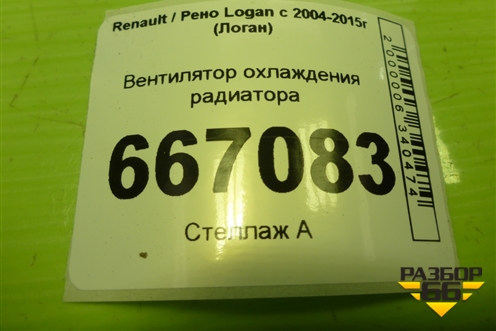 Renault / Рено Logan с 2004-2015г
(Логан)
Вентилятор охлаждения
радиатора
667083
Стеллаж А
2000006340474
РАЗБОР
66